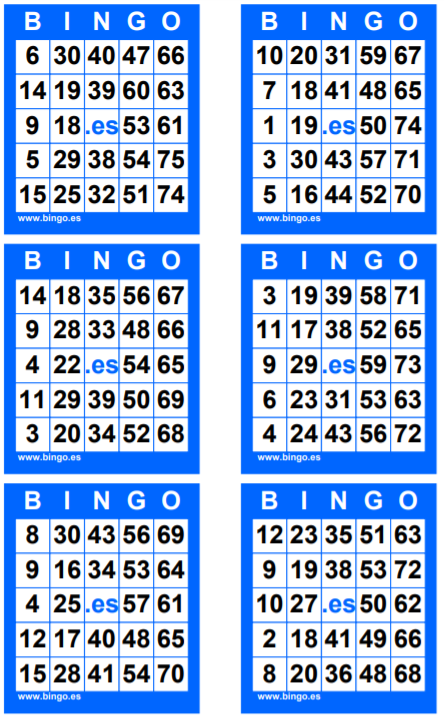 B I N G O
6 30 40 47 66
14 19 39 60 63
9 18 .es 53 61
5 29 38 54 75
15 25 32 51 74
www.bingo.es
B I N G O
10 20 31 59 67
7 18 41 48 65
1 19 .es 50 74
3 30 43 57 71
5 16 44 52 70
www.bingo.es
B I N G O
14 18 35 56 67
9 28 33 48 66
4 22 .es 54 65
11 29 39 50 69
3 20 34 52 68
www.bingo.es
B I N G O
3 19 39 58 71
11 17 38 52 65
9 29 .es 59 73
6 23 31 53 63
4 24 43 56 72
www.bingo.es
B I N G O
8 30 43 56 69
9 16 34 53 64
4 25 .es 57 61
12 17 40 48 65
15 28 41 54 70
www.bingo.es
B I N G O
12 23 35 51 63
9 19 38 53 72
10 27 .es 50 62
2 18 41 49 66
8 20 36 48 68
www.bingo.es